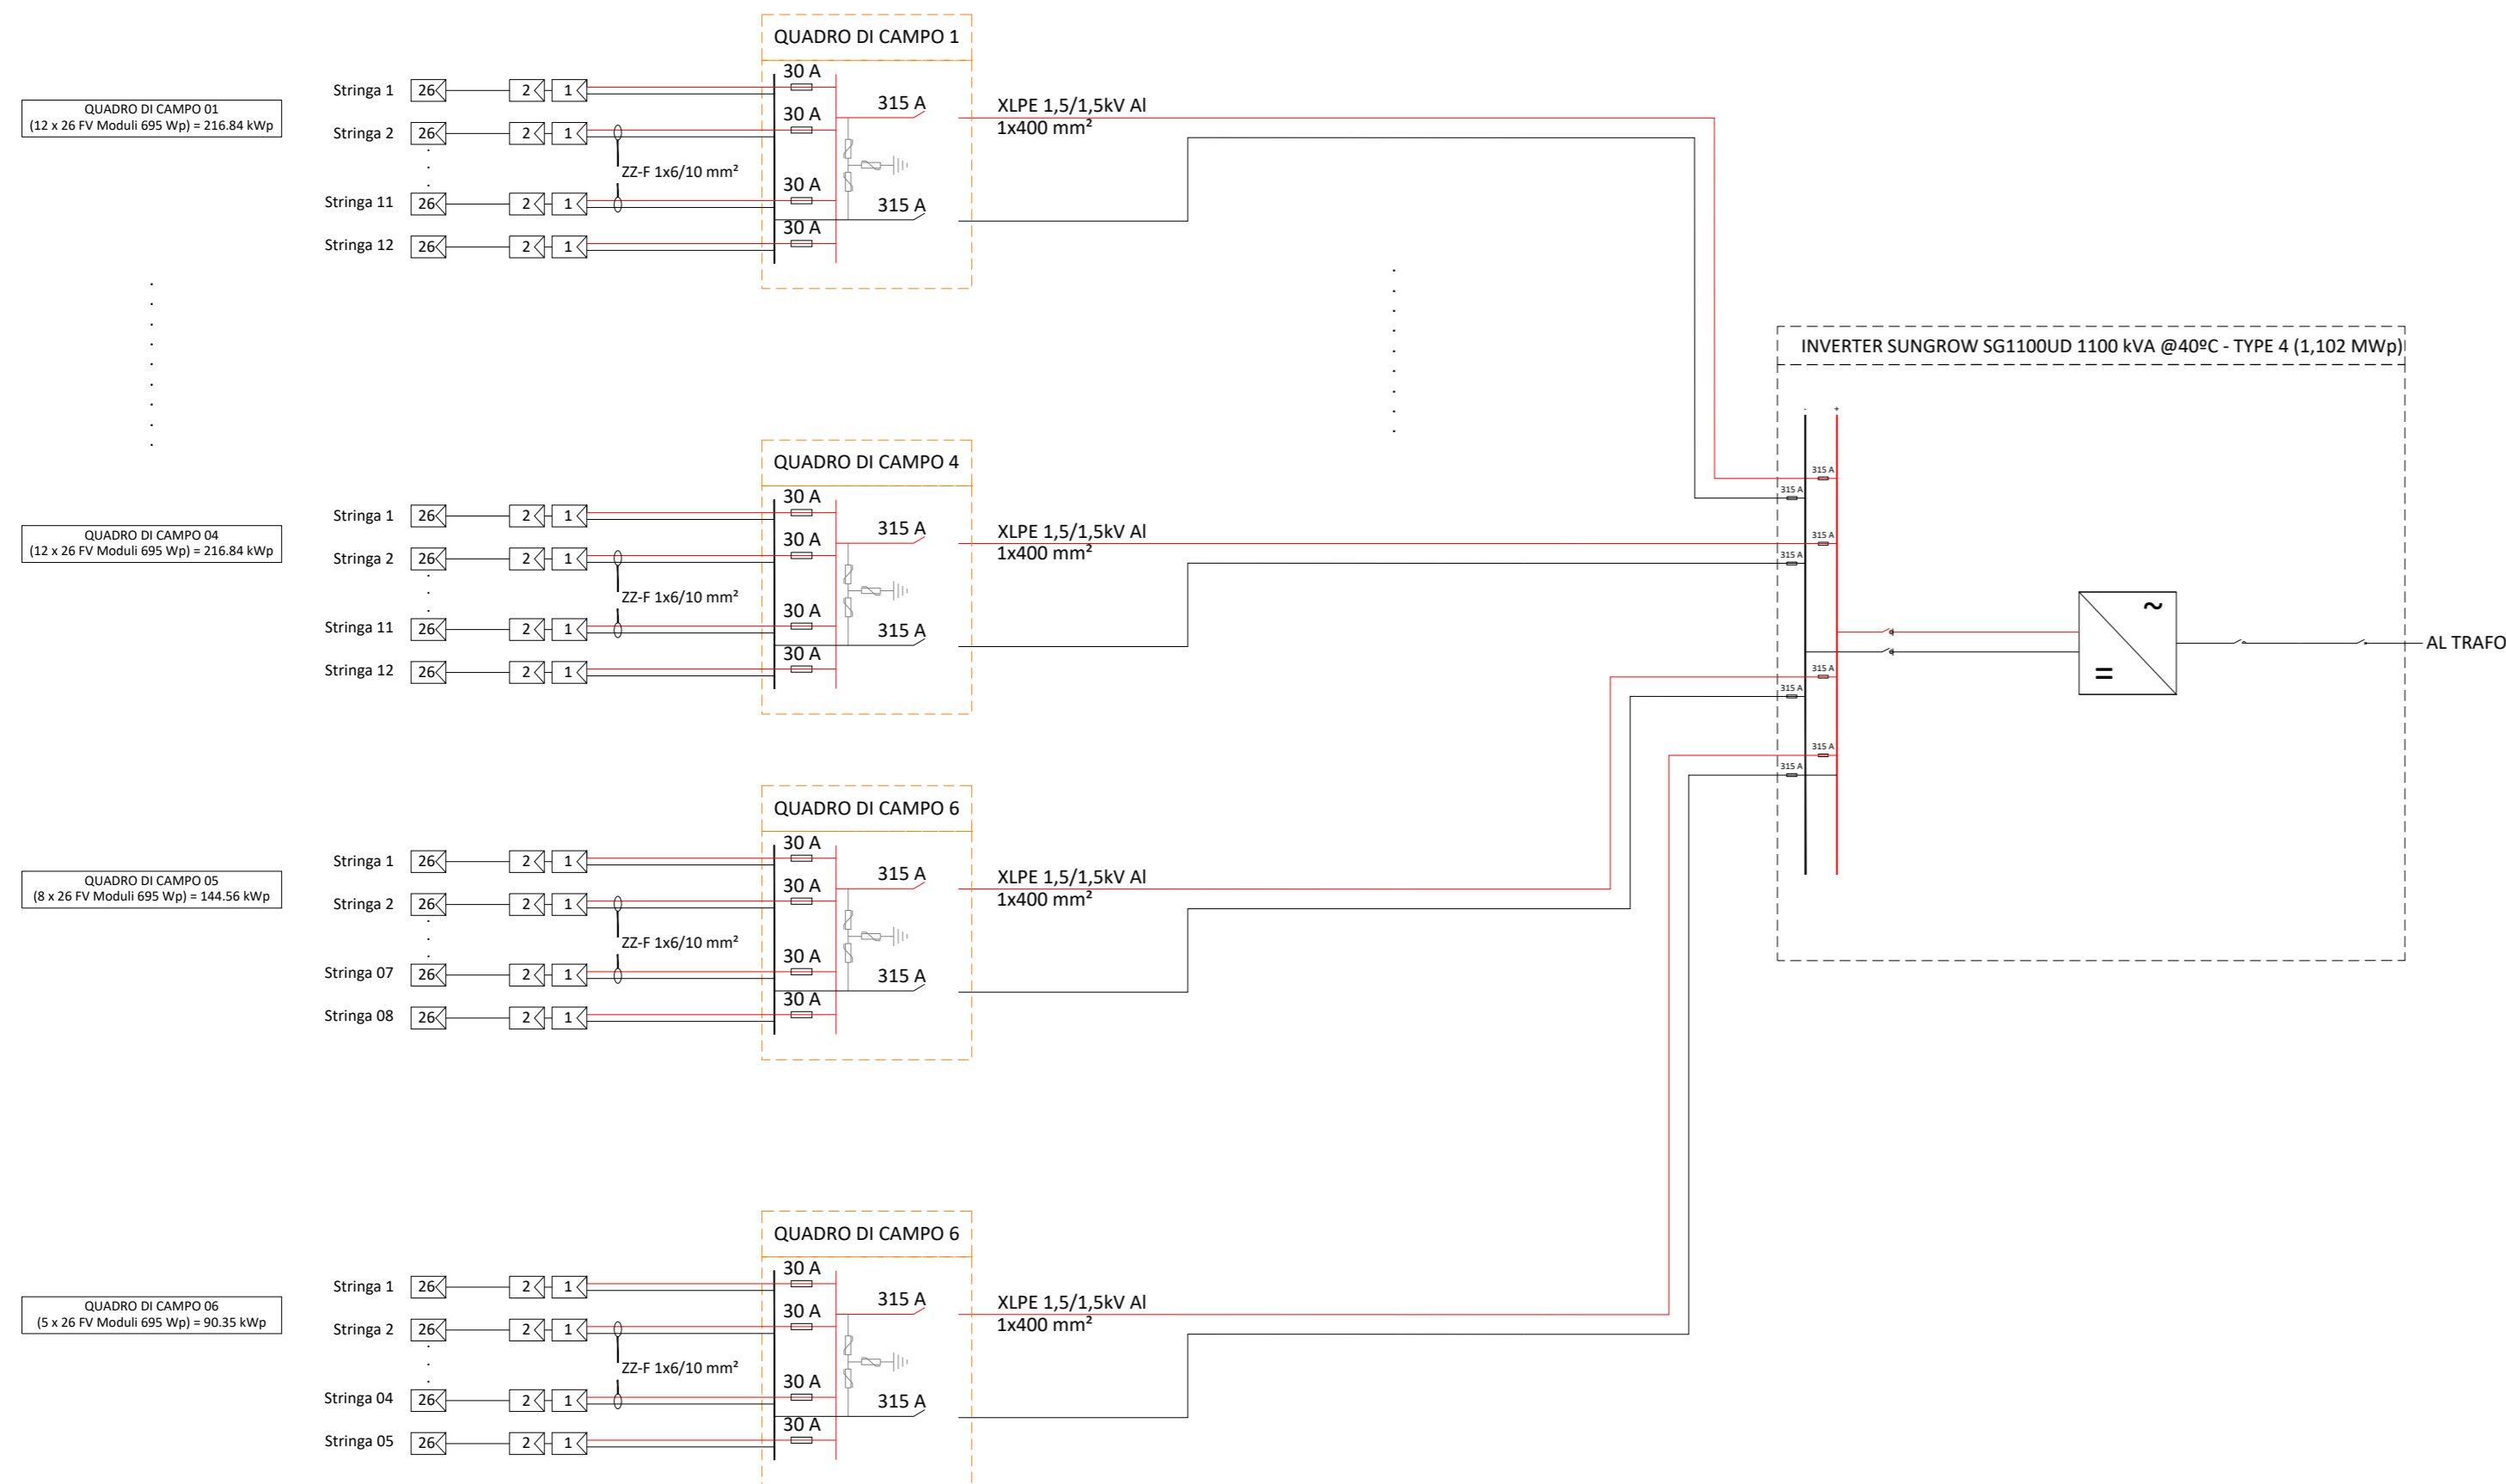 QUADRO DI CAMPO 1
QUADRO DI CAMPO 01
(12 x 26 FV Moduli 695 Wp) = 216.84 kWp
Stringa 1 26 2 1 30 A
315 A
XLPE 1,5/1,5kV Al
1x400 mm²
Stringa 2 26 2 1 30 A
ZZ-F 1x6/10 mm²
Stringa 11 26 2 1 30 A
315 A
Stringa 12 26 2 1 30 A
INVERTER SUNGROW SG1100UD 1100 kVA @40ºC - TYPE 4 (1,102 MWp)
- +
315 A
315 A
315 A
315 A
315 A
315 A
315 A
315 A
~
=
AL TRAFO
QUADRO DI CAMPO 4
QUADRO DI CAMPO 04
(12 x 26 FV Moduli 695 Wp) = 216.84 kWp
Stringa 1 26 2 1 30 A
315 A
XLPE 1,5/1,5kV Al
1x400 mm²
Stringa 2 26 2 1 30 A
ZZ-F 1x6/10 mm²
Stringa 11 26 2 1 30 A
315 A
Stringa 12 26 2 1 30 A
QUADRO DI CAMPO 6
QUADRO DI CAMPO 05
(8 x 26 FV Moduli 695 Wp) = 144.56 kWp
Stringa 1 26 2 1 30 A
315 A
XLPE 1,5/1,5kV Al
1x400 mm²
Stringa 2 26 2 1 30 A
ZZ-F 1x6/10 mm²
Stringa 07 26 2 1 30 A
315 A
Stringa 08 26 2 1 30 A
QUADRO DI CAMPO 6
QUADRO DI CAMPO 06
(5 x 26 FV Moduli 695 Wp) = 90.35 kWp
Stringa 1 26 2 1 30 A
315 A
XLPE 1,5/1,5kV Al
1x400 mm²
Stringa 2 26 2 1 30 A
ZZ-F 1x6/10 mm²
Stringa 04 26 2 1 30 A
315 A
Stringa 05 26 2 1 30 A